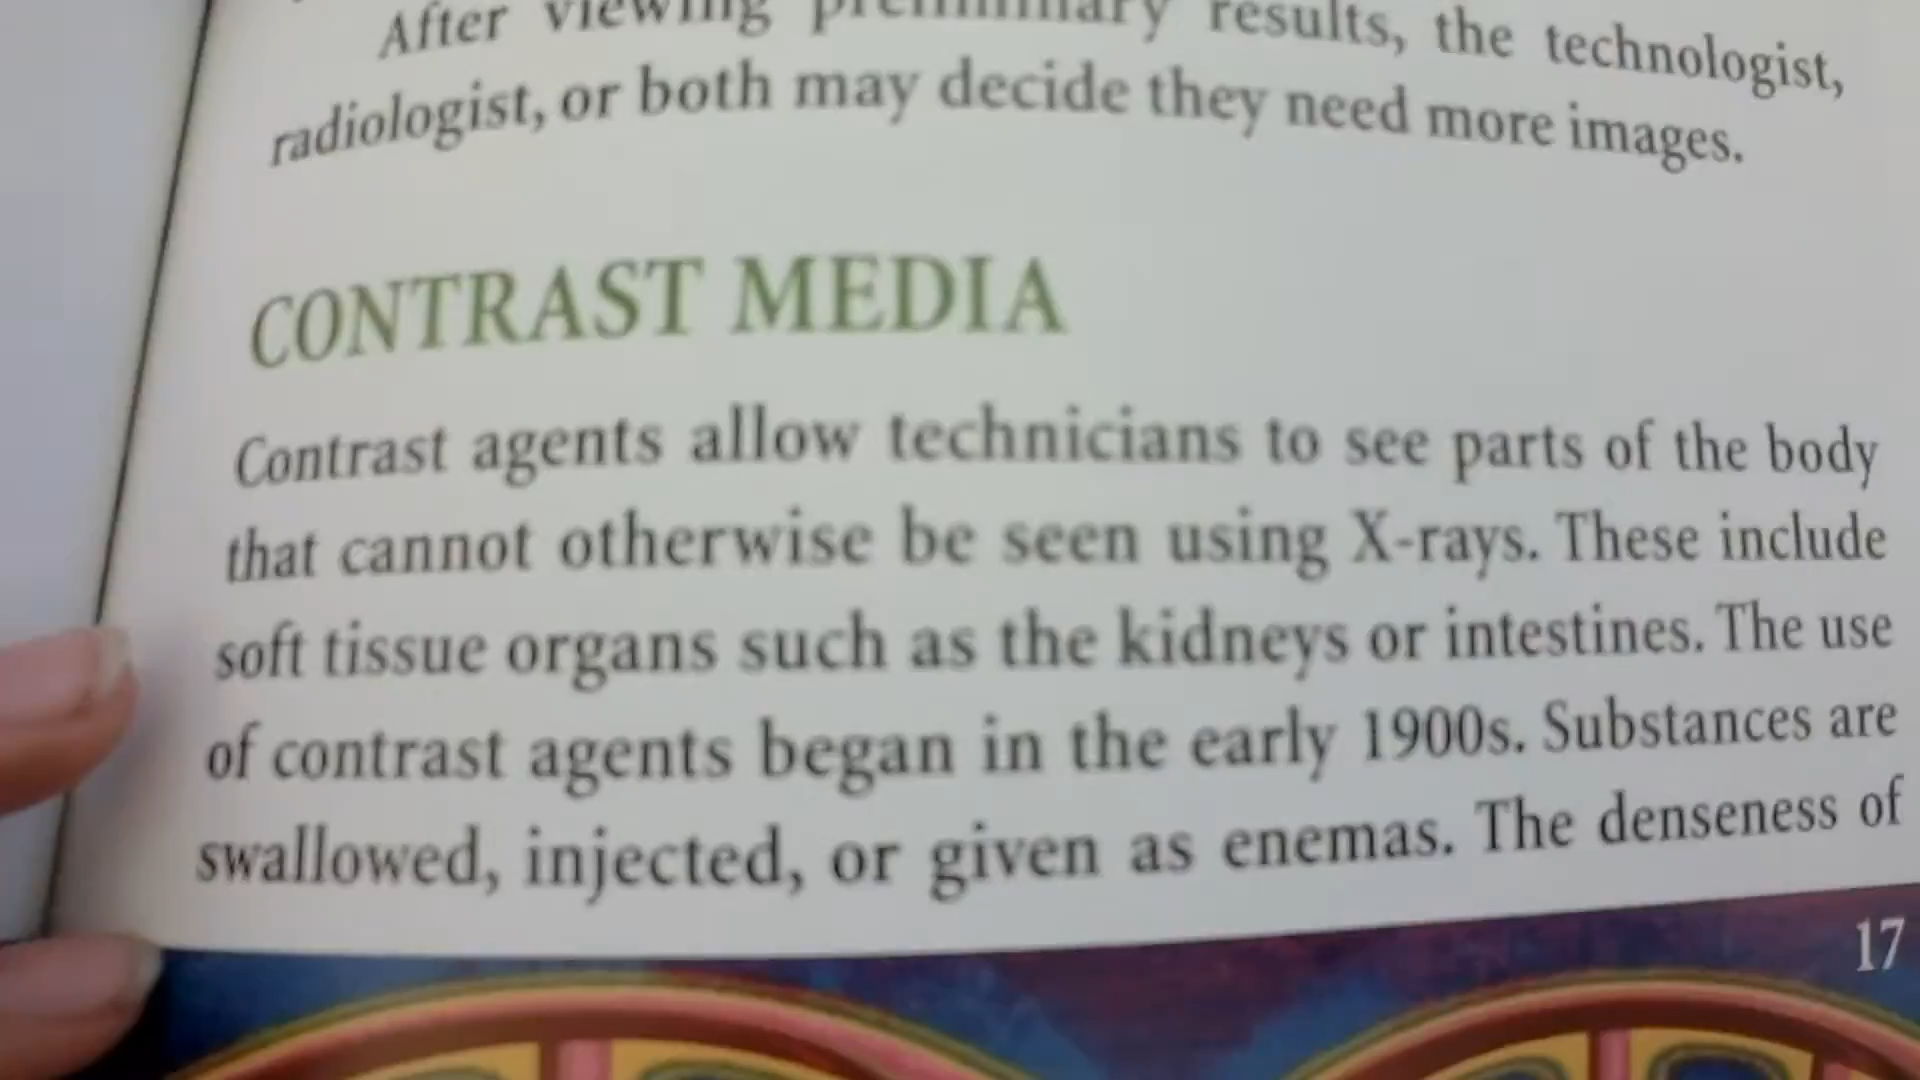 After viewing preliminary results, the technologist,
radiologist, or both may decide they need more images.
CONTRAST MEDIA
Contrast agents allow technicians to see parts of the body
that cannot otherwise be seen using X-rays. These include
soft tissue organs such as the kidneys or intestines. The use
of contrast agents began in the early 1900s. Substances are
swallowed, injected, or given as enemas. The denseness of
17